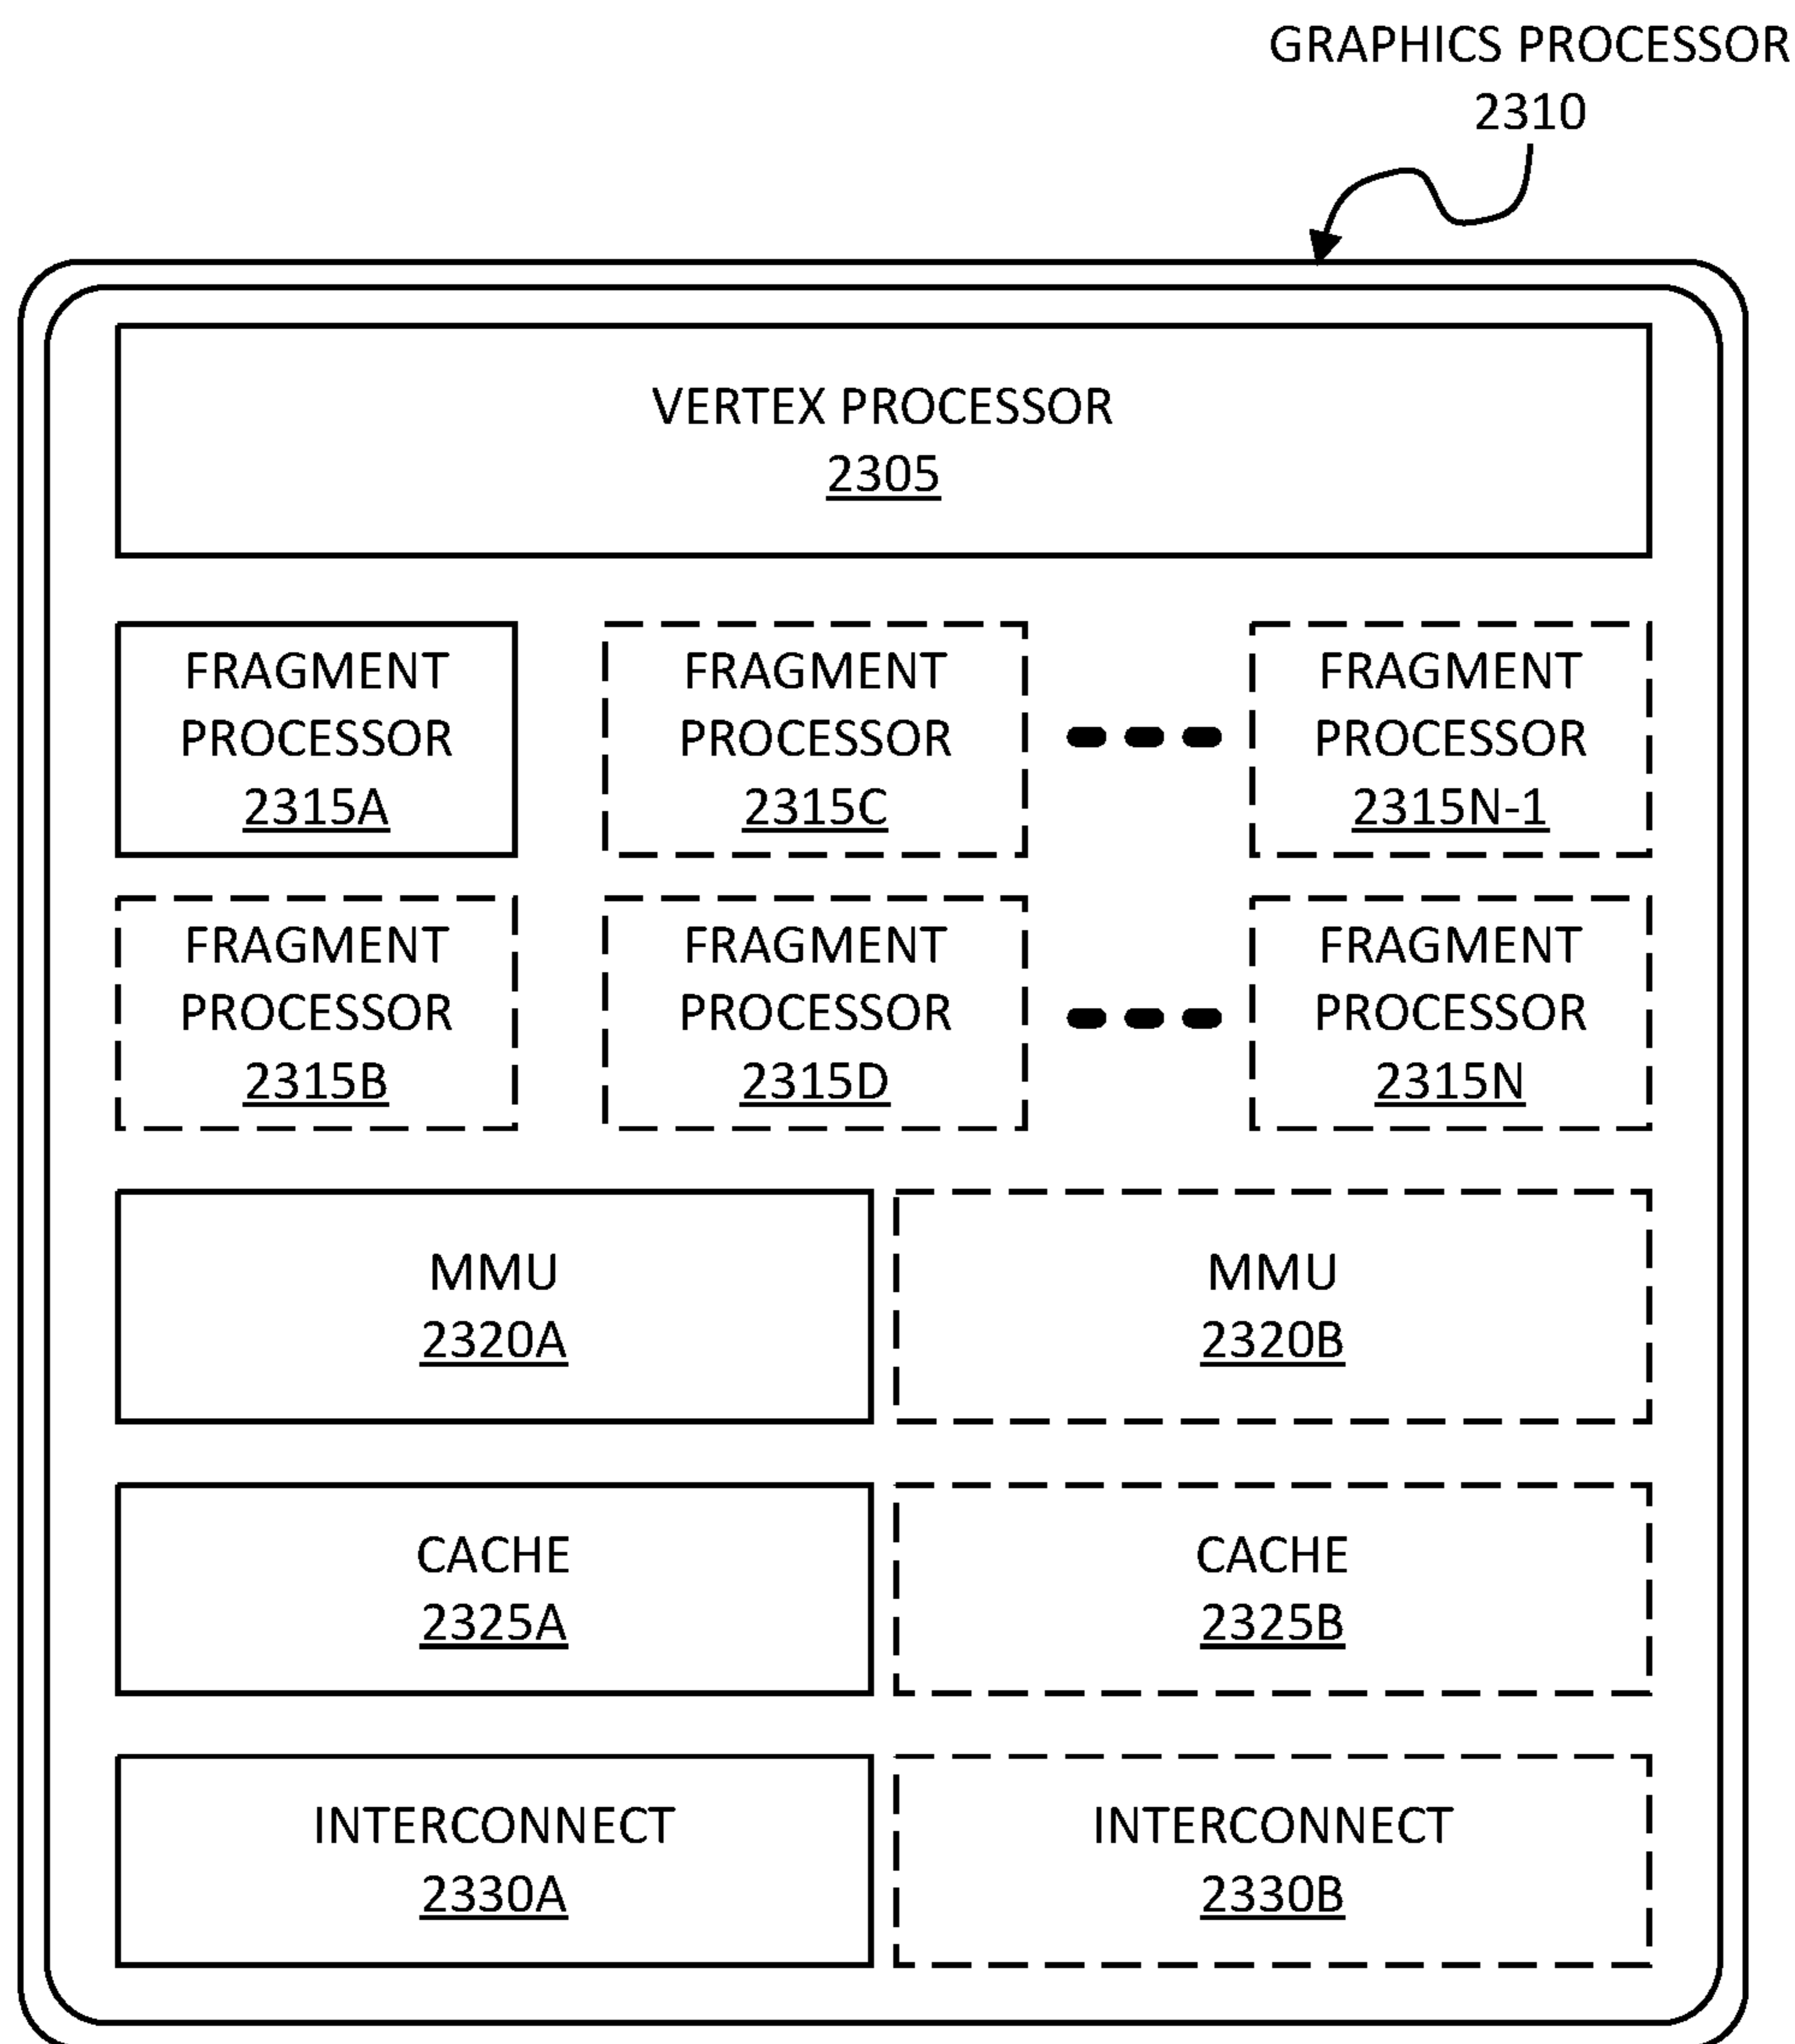 GRAPHICS PROCESSOR
2310
VERTEX PROCESSOR
2305
FRAGMENT
PROCESSOR
2315A
FRAGMENT
PROCESSOR
2315C
FRAGMENT
PROCESSOR
2315N-1
FRAGMENT
PROCESSOR
2315B
FRAGMENT
PROCESSOR
2315D
FRAGMENT
PROCESSOR
2315N
MMU
2320A
MMU
2320B
CACHE
2325A
CACHE
2325B
INTERCONNECT
2330A
INTERCONNECT
2330B